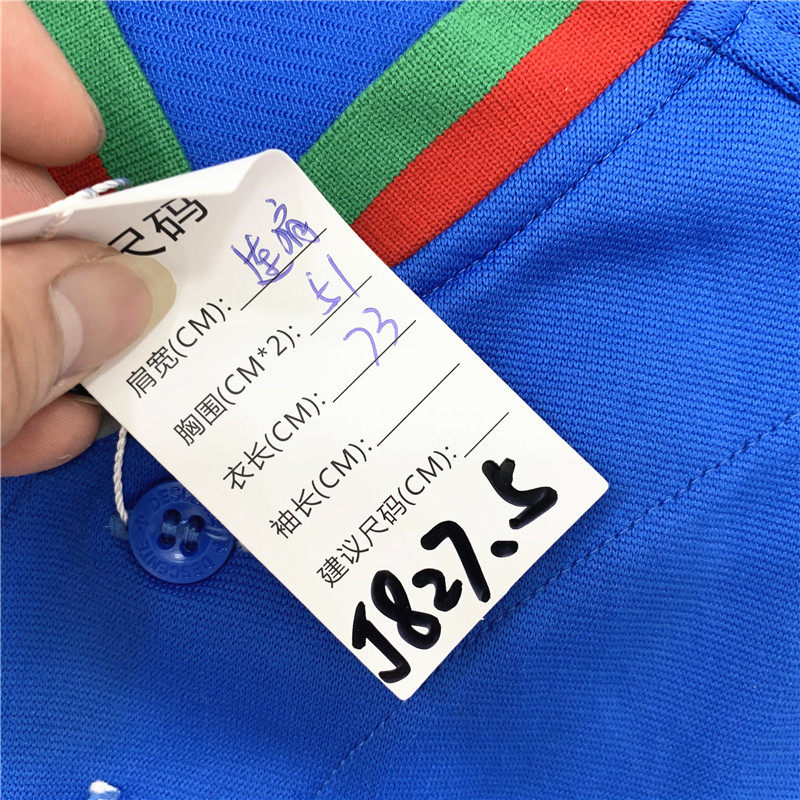 尺码
肩宽(CM): 连肩
胸围(CM*2): 51
衣长(CM): 73
袖长(CM):
建议尺码(CM):
J827.5